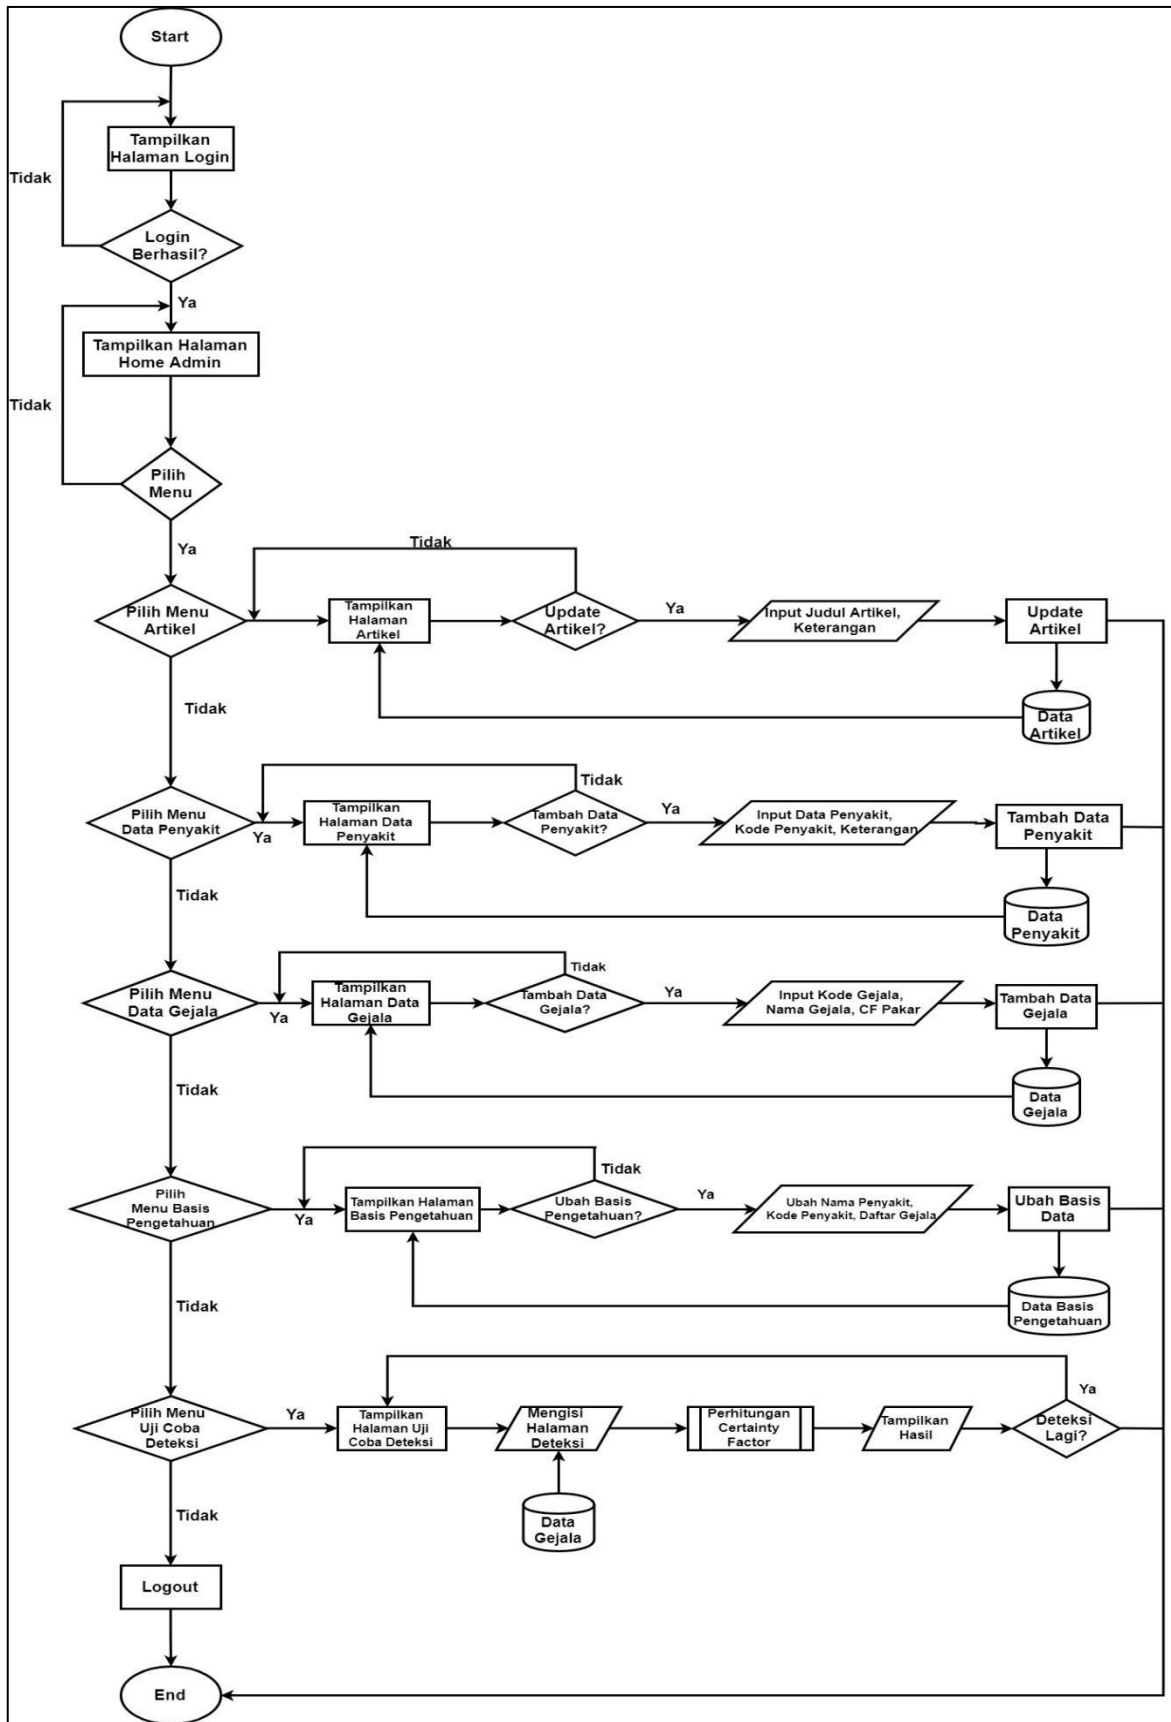 Start
Tampilkan
Halaman Login
Tidak
Login
Berhasil?
Ya
Tampilkan Halaman
Home Admin
Tidak
Pilih
Menu
Ya
Tidak
Pilih Menu
Artikel
Tampilkan
Halaman
Artikel
Update
Artikel?
Ya
Input Judul Artikel,
Keterangan
Update
Artikel
Data
Artikel
Tidak
Tidak
Pilih Menu
Data Penyakit
Ya
Tampilkan
Halaman Data
Penyakit
Tambah Data
Penyakit?
Ya
Input Data Penyakit,
Kode Penyakit, Keterangan
Tambah Data
Penyakit
Data
Penyakit
Tidak
Tidak
Pilih Menu
Data Gejala
Ya
Tampilkan
Halaman Data
Gejala
Tambah Data
Gejala?
Ya
Input Kode Gejala,
Nama Gejala, CF Pakar
Tambah Data
Gejala
Data
Gejala
Tidak
Tidak
Pilih
Menu Basis
Pengetahuan
Ya
Tampilkan Halaman
Basis Pengetahuan
Ubah Basis
Pengetahuan?
Ya
Ubah Nama Penyakit,
Kode Penyakit, Daftar Gejala
Ubah Basis
Data
Data Basis
Pengetahuan
Tidak
Ya
Pilih Menu
Uji Coba
Deteksi
Ya
Tampilkan
Halaman Uji
Coba Deteksi
Mengisi
Halaman
Deteksi
Perhitungan
Certainty
Factor
Tampilkan
Hasil
Deteksi
Lagi?
Data
Gejala
Tidak
Logout
End